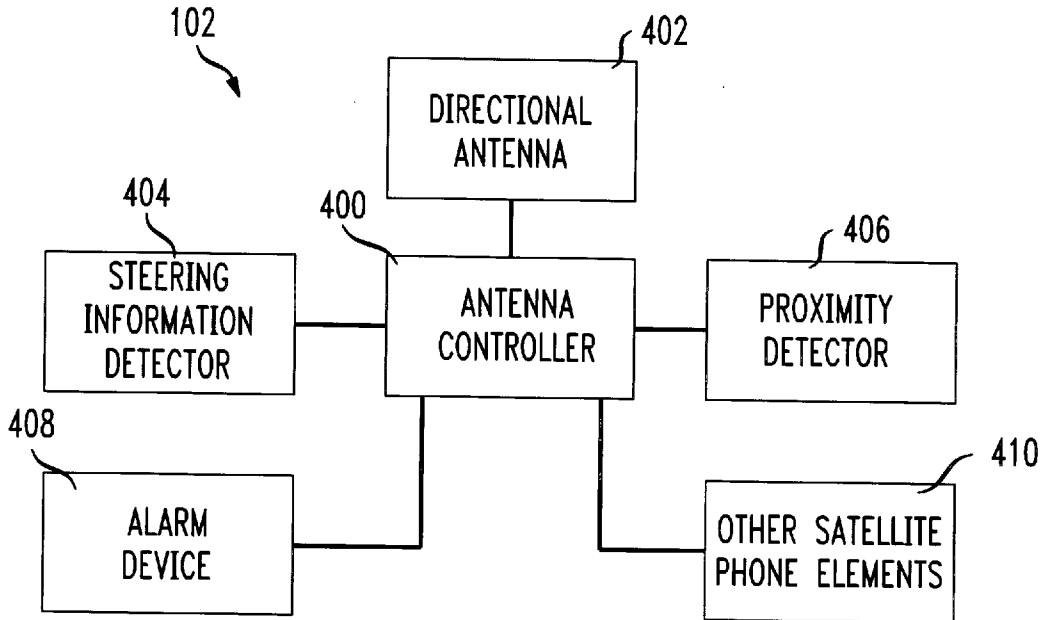 102
402
DIRECTIONAL
ANTENNA
404
400
406
STEERING
INFORMATION
DETECTOR
ANTENNA
CONTROLLER
PROXIMITY
DETECTOR
408
410
ALARM
DEVICE
OTHER SATELLITE
PHONE ELEMENTS